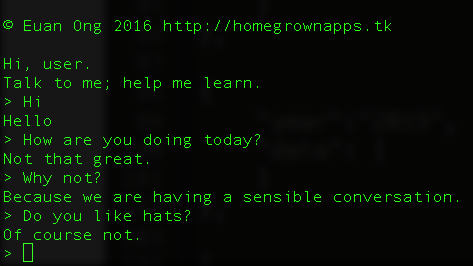 © Euan Ong 2016 http://homegrownapps.tk
Hi, user.
Talk to me; help me learn.
> Hi
Hello
> How are you doing today?
Not that great.
> Why not?
Because we are having a sensible conversation.
> Do you like hats?
Of course not.
>